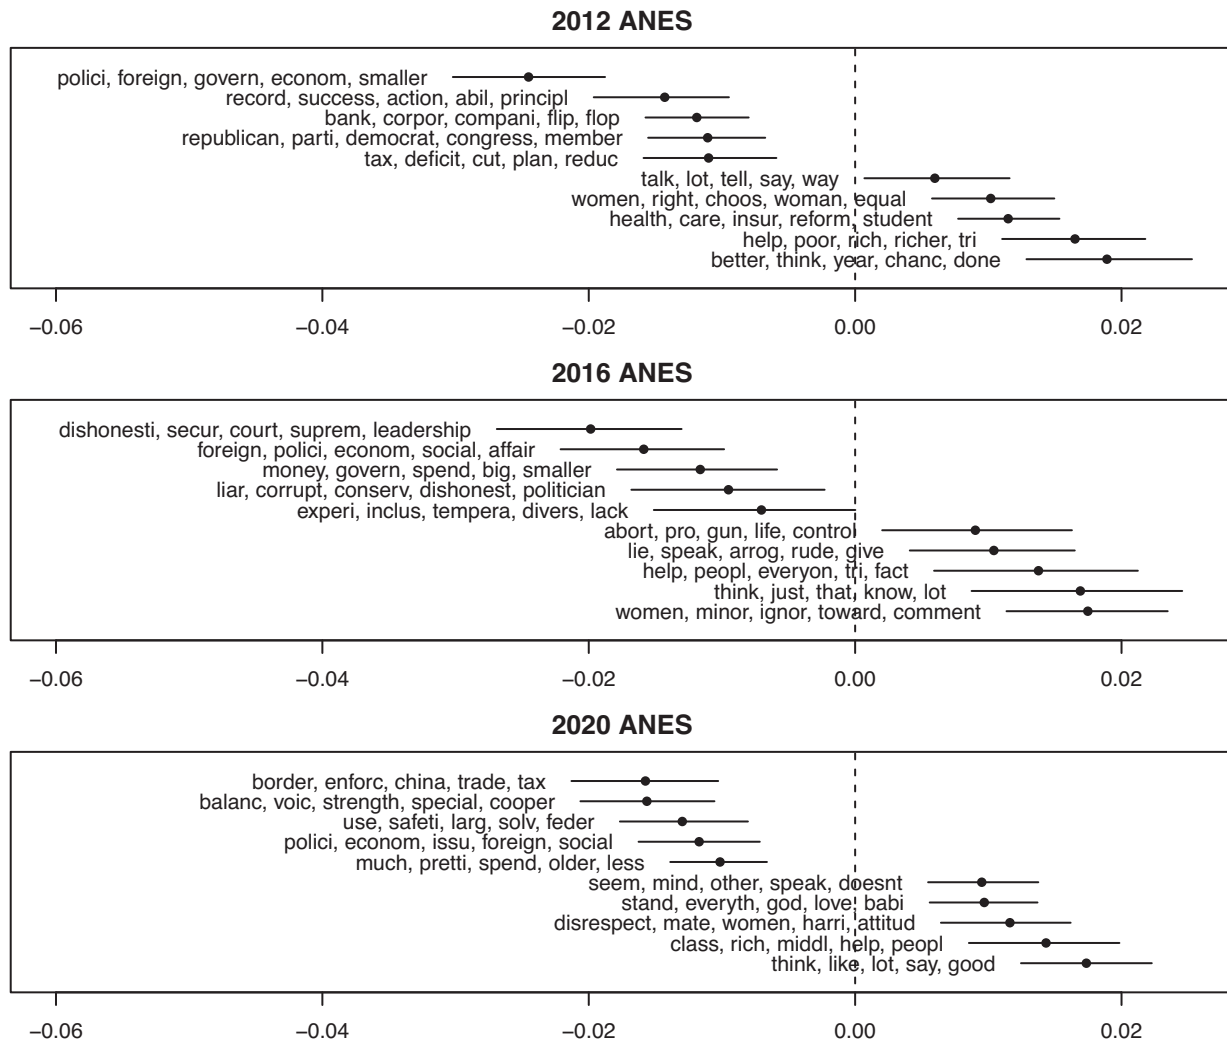 2012 ANES
polici, foreign, govern, econom, smaller
record, success, action, abil, principl
bank, corpor, compani, flip, flop
republican, parti, democrat, congress, member
tax, deficit, cut, plan, reduc
talk, lot, tell, say, way
women, right, choos, woman, equal
health, care, insur, reform, student
help, poor, rich, richer, tri
better, think, year, chanc, done
−0.06 −0.04 −0.02 0.00 0.02
2016 ANES
dishonesti, secur, court, suprem, leadership
foreign, polici, econom, social, affair
money, govern, spend, big, smaller
liar, corrupt, conserv, dishonest, politician
experi, inclus, tempera, divers, lack
abort, pro, gun, life, control
lie, speak, arrog, rude, give
help, peopl, everyon, tri, fact
think, just, that, know, lot
women, minor, ignor, toward, comment
−0.06 −0.04 −0.02 0.00 0.02
2020 ANES
border, enforc, china, trade, tax
balanc, voic, strength, special, cooper
use, safeti, larg, solv, feder
polici, econom, issu, foreign, social
much, pretti, spend, older, less
seem, mind, other, speak, doesnt
stand, everyth, god, love, babi
disrespect, mate, women, harri, attitud
class, rich, middl, help, peopl
think, like, lot, say, good
−0.06 −0.04 −0.02 0.00 0.02